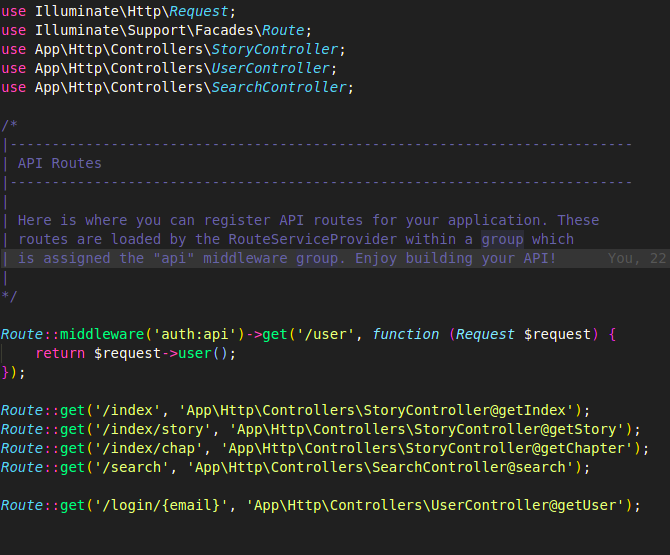 use Illuminate\Http\Request;
use Illuminate\Support\Facades\Route;
use App\Http\Controllers\StoryController;
use App\Http\Controllers\UserController;
use App\Http\Controllers\SearchController;
/*
|--------------------------------------------------------------------------
| API Routes
|--------------------------------------------------------------------------
|
| Here is where you can register API routes for your application. These
| routes are loaded by the RouteServiceProvider within a group which
| is assigned the "api" middleware group. Enjoy building your API! You, 22
|
*/
Route::middleware('auth:api')->get('/user', function (Request $request) {
    return $request->user();
});
Route::get('/index', 'App\Http\Controllers\StoryController@getIndex');
Route::get('/index/story', 'App\Http\Controllers\StoryController@getStory');
Route::get('/index/chap', 'App\Http\Controllers\StoryController@getChapter');
Route::get('/search', 'App\Http\Controllers\SearchController@search');
Route::get('/login/{email}', 'App\Http\Controllers\UserController@getUser');